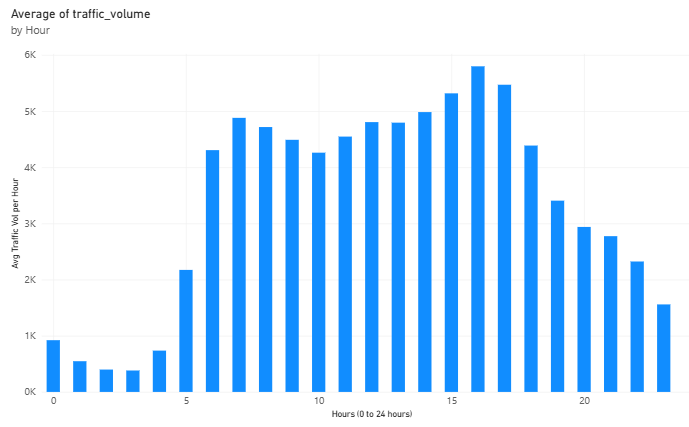 Average of traffic_volume
by Hour
6K
5K
4K
3K
2K
1K
0K
Avg Traffic Vol per Hour
0 5 10 15 20
Hours (0 to 24 hours)